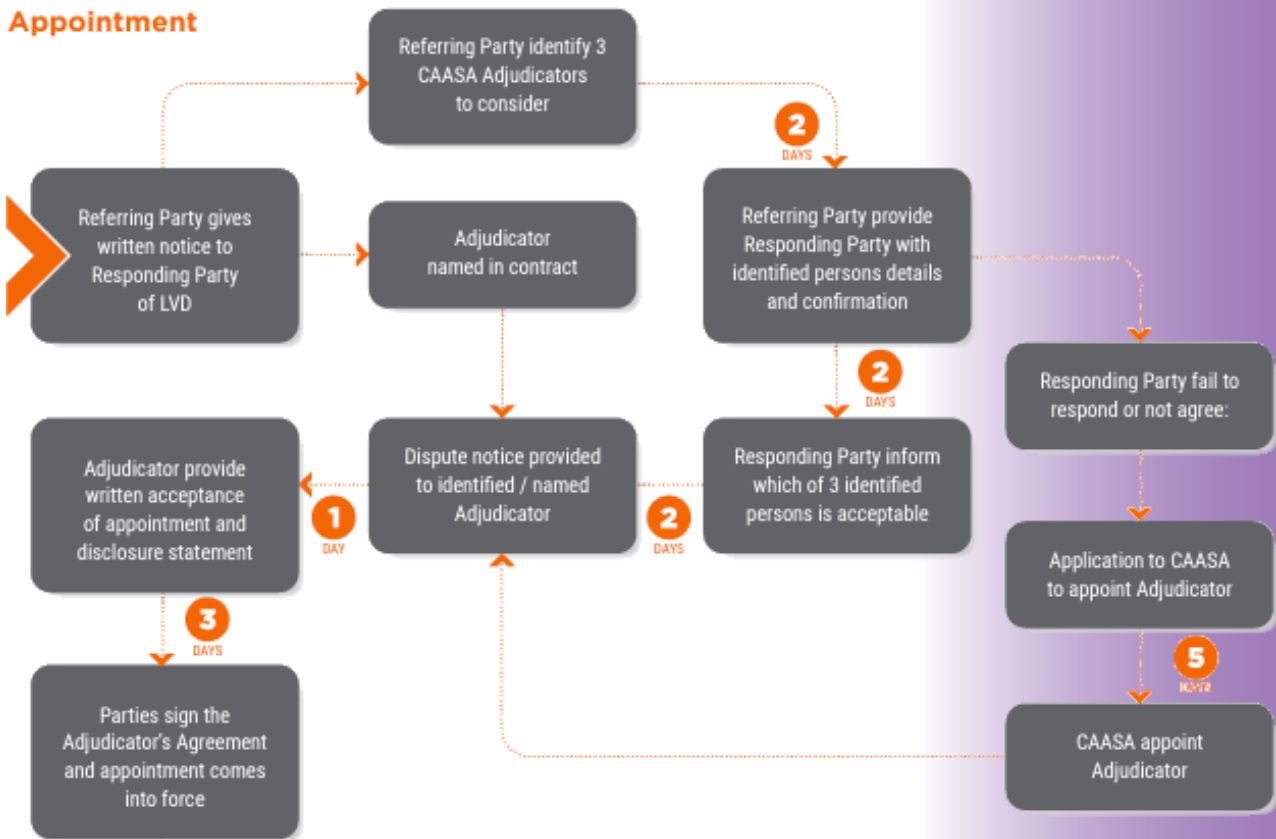 Appointment
Referring Party identify 3
CAASA Adjudicators
to consider
2
DAYS
Referring Party gives
written notice to
Responding Party
of LVD
Adjudicator
named in contract
Referring Party provide
Responding Party with
identified persons details
and confirmation
2
DAYS
Responding Party fail to
respond or not agree:
Adjudicator provide
written acceptance
of appointment and
disclosure statement
1
DAY
Dispute notice provided
to identified / named
Adjudicator
2
DAYS
Responding Party inform
which of 3 identified
persons is acceptable
Application to CAASA
to appoint Adjudicator
3
DAYS
5
DAYS
Parties sign the
Adjudicator's Agreement
and appointment comes
into force
CAASA appoint
Adjudicator